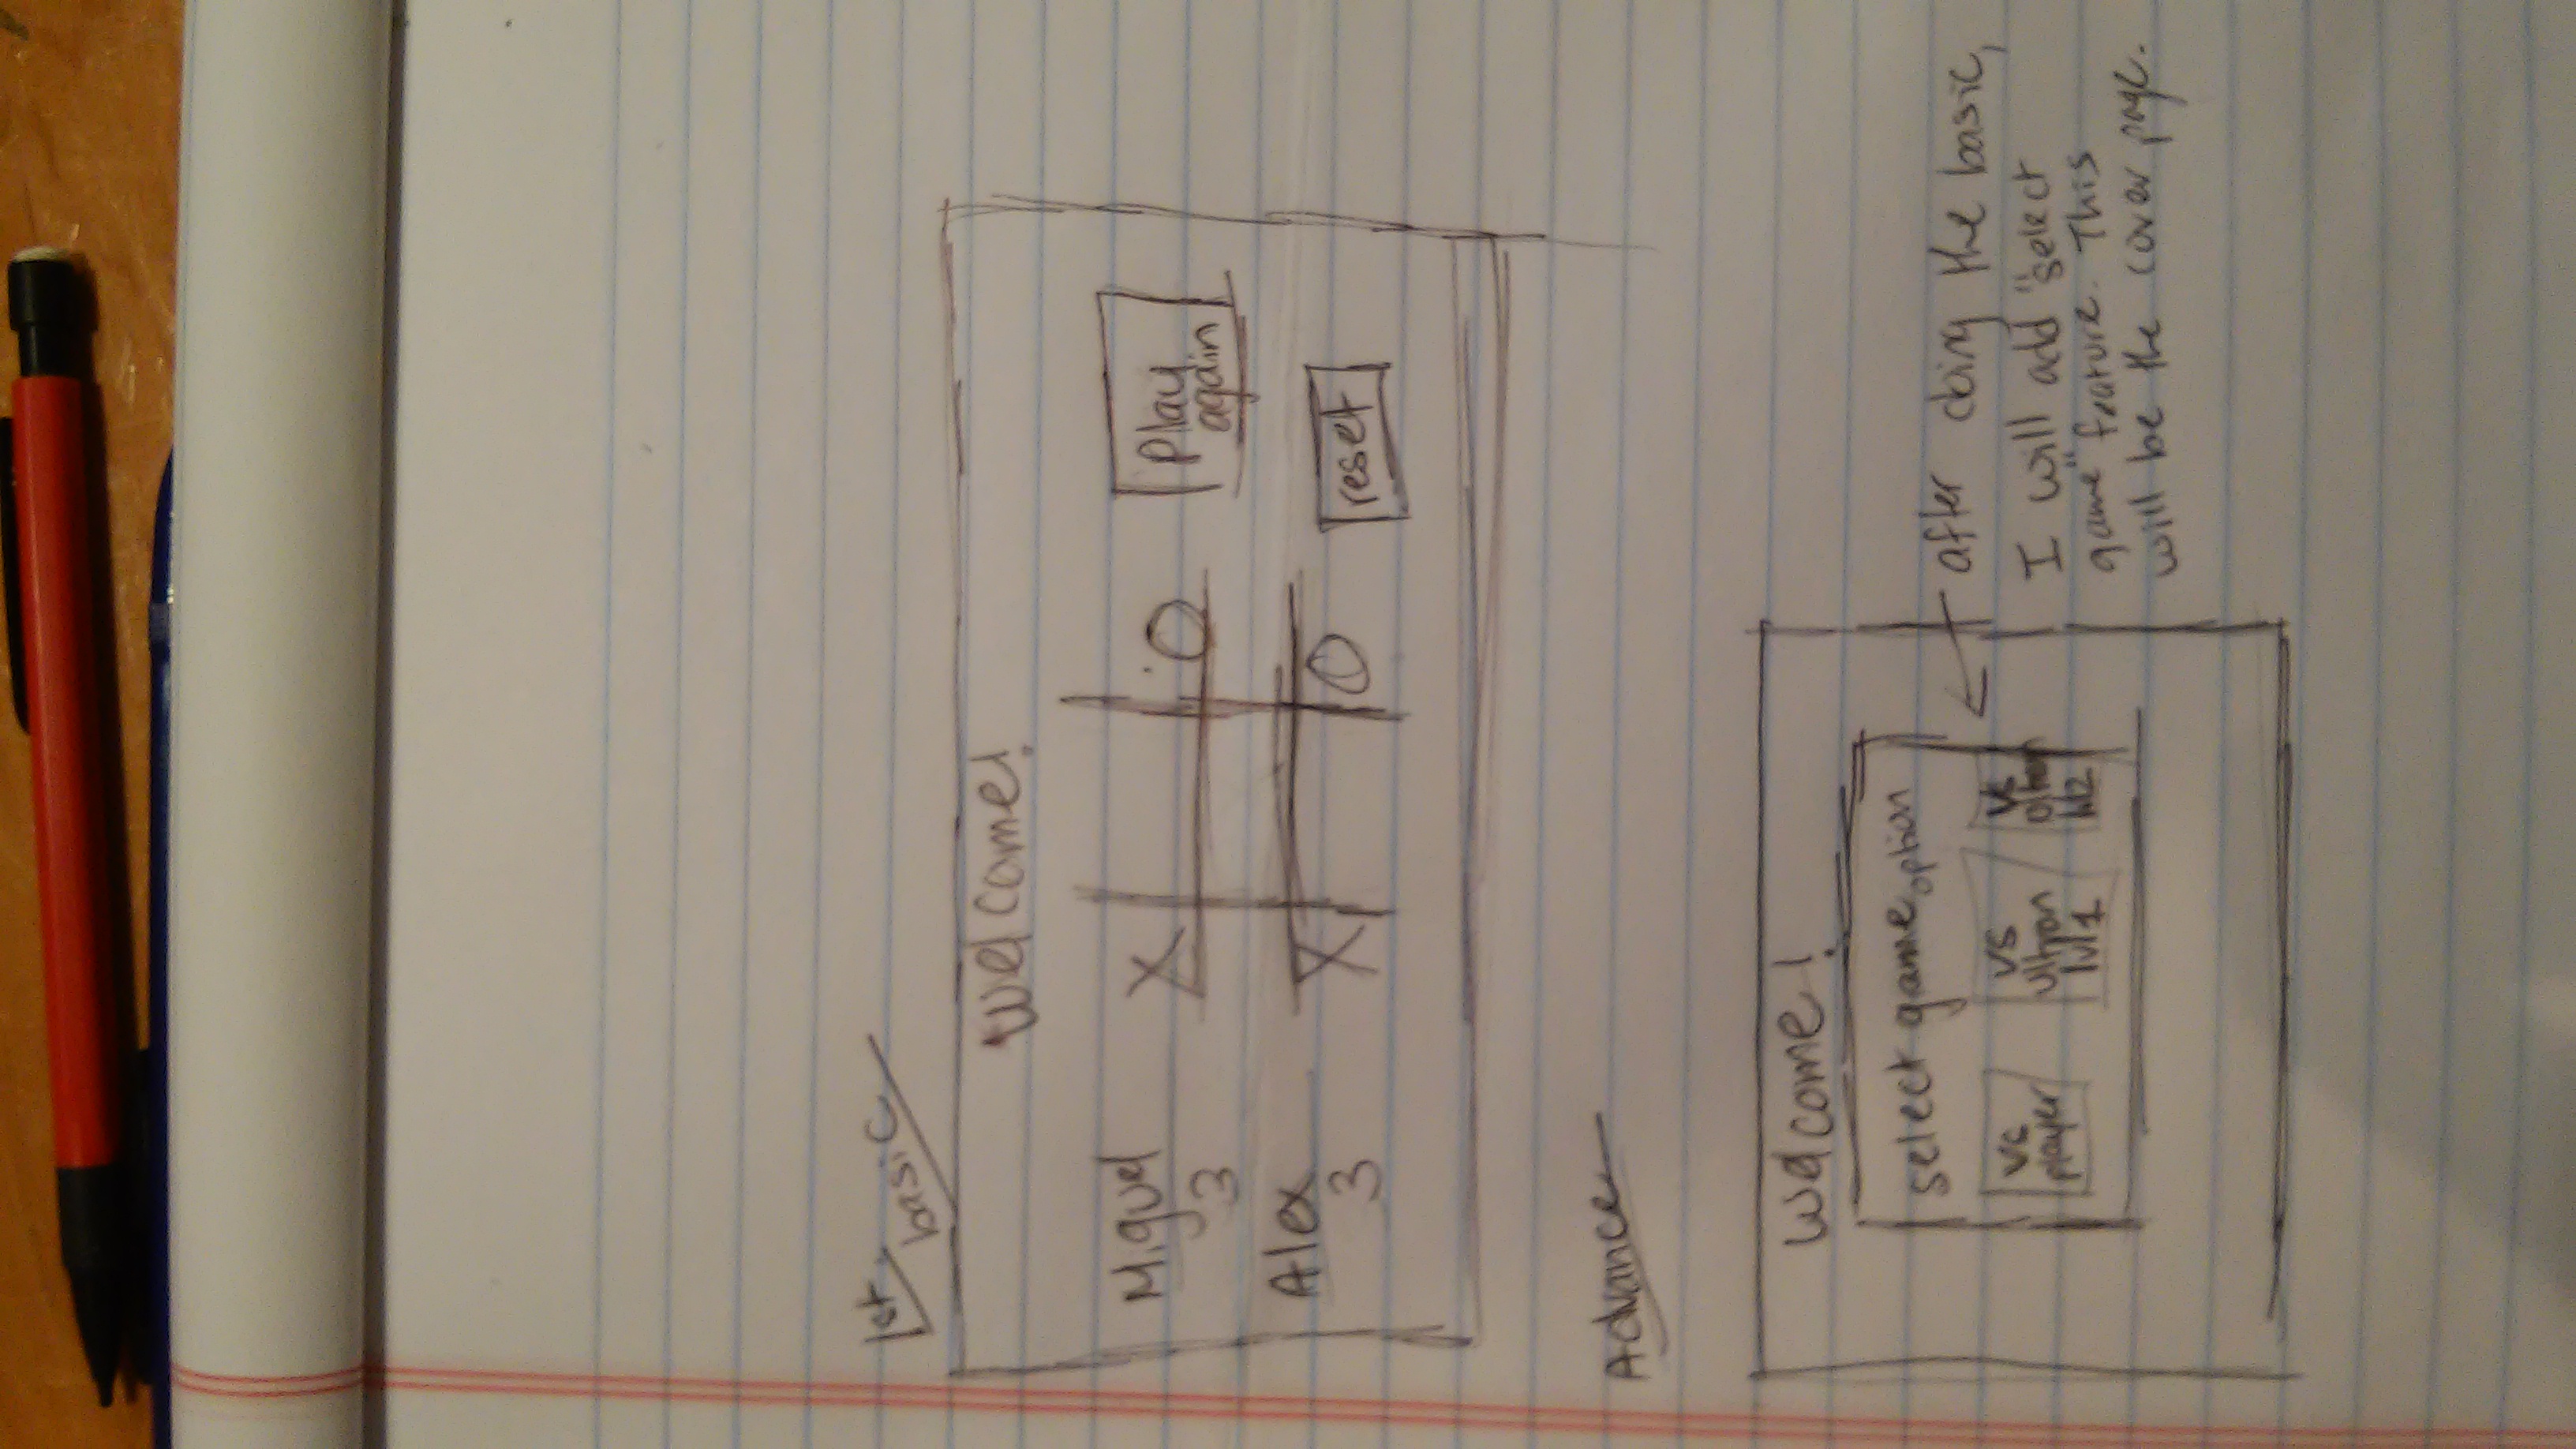 1st basic
Welcome!
Miguel
3
X
O
Play
again
Alex
3
X
O
reset
Advance
Welcome!
select game option
vs
player
vs
ultron
lvl1
vs
ultron
lvl2
after doing the basic,
I will add "select
game" feature. This
will be the cover page.